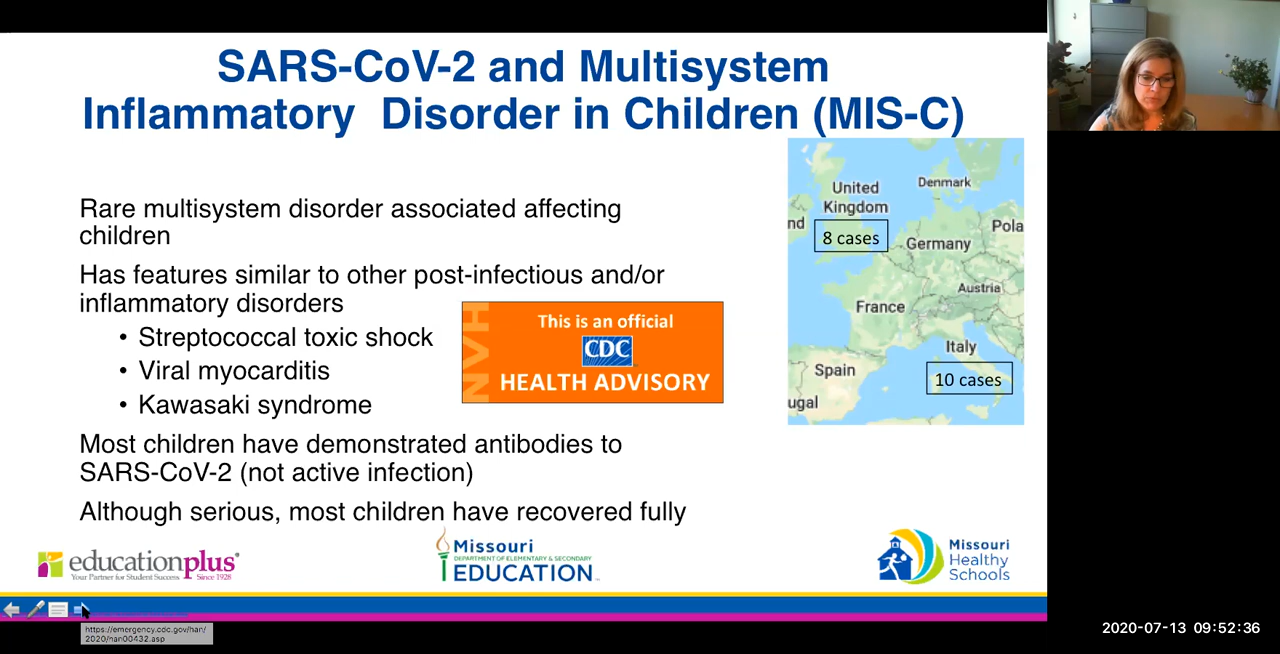 SARS-CoV-2 and Multisystem
Inflammatory Disorder in Children (MIS-C)
Rare multisystem disorder associated affecting
children
Has features similar to other post-infectious and/or
inflammatory disorders
• Streptococcal toxic shock
• Viral myocarditis
• Kawasaki syndrome
Most children have demonstrated antibodies to
SARS-CoV-2 (not active infection)
Although serious, most children have recovered fully
HAN
This is an official
CDC
HEALTH ADVISORY
United
Kingdom
Denmark
nd
8 cases
Germany
Pola
Austria
France
Italy
Spain
10 cases
ugal
educationplus
Your Partner for Student Success Since 1928
Missouri
DEPARTMENT OF ELEMENTARY & SECONDARY
EDUCATION
Missouri
Healthy
Schools
https://emergency.cdc.gov/han/
2020/han00432.asp
2020-07-13 09:52:36